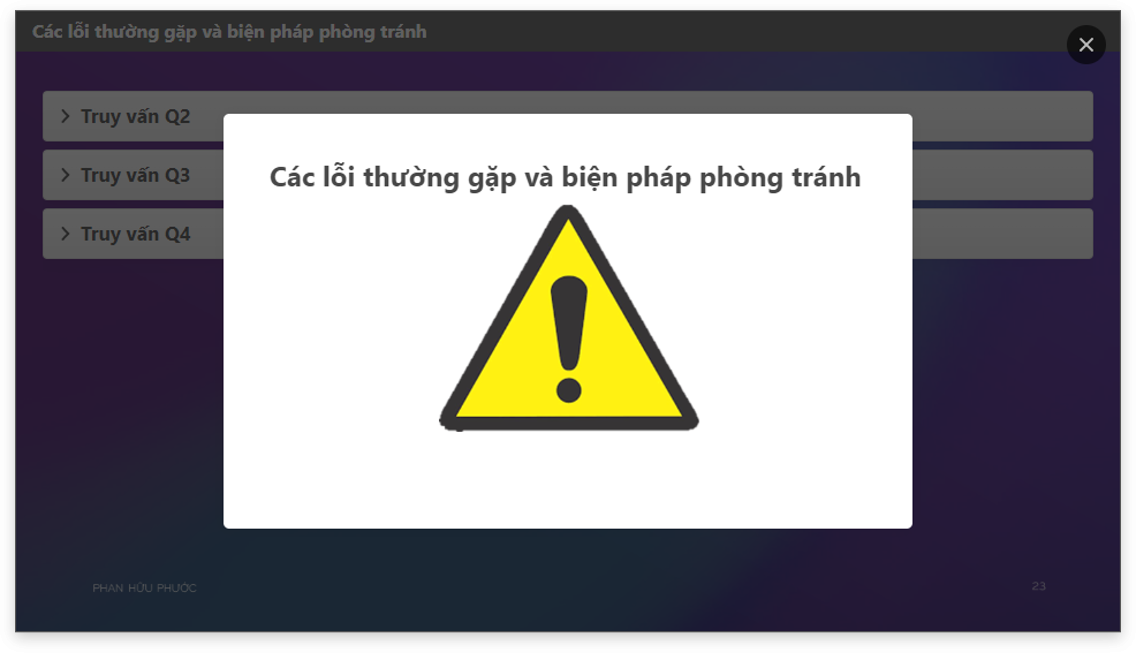 Các lỗi thường gặp và biện pháp phòng tránh
Truy vấn Q2
Truy vấn Q3
Truy vấn Q4
Các lỗi thường gặp và biện pháp phòng tránh
PHAN HỮU PHƯỚC
23